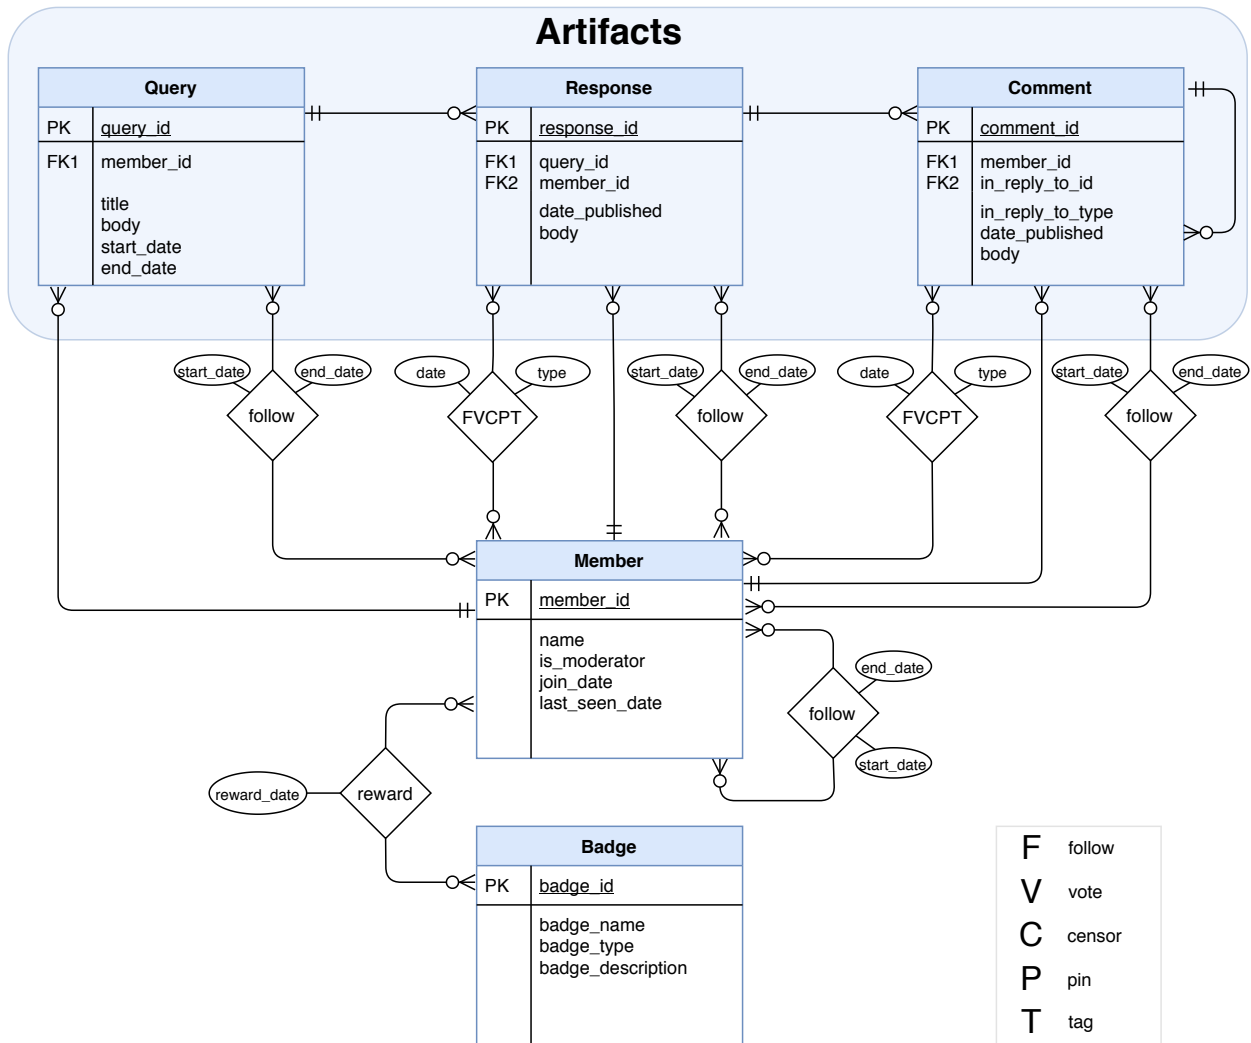 Artifacts
Query
PK query_id
FK1 member_id
title
body
start_date
end_date
Response
PK response_id
FK1 query_id
FK2 member_id
date_published
body
Comment
PK comment_id
FK1 member_id
FK2 in_reply_to_id
in_reply_to_type
date_published
body
start_date
end_date
follow
date
type
FVCPT
start_date
end_date
follow
date
type
FVCPT
start_date
end_date
follow
Member
PK member_id
name
is_moderator
join_date
last_seen_date
end_date
follow
start_date
reward_date
reward
Badge
PK badge_id
badge_name
badge_type
badge_description
F follow
V vote
C censor
P pin
T tag